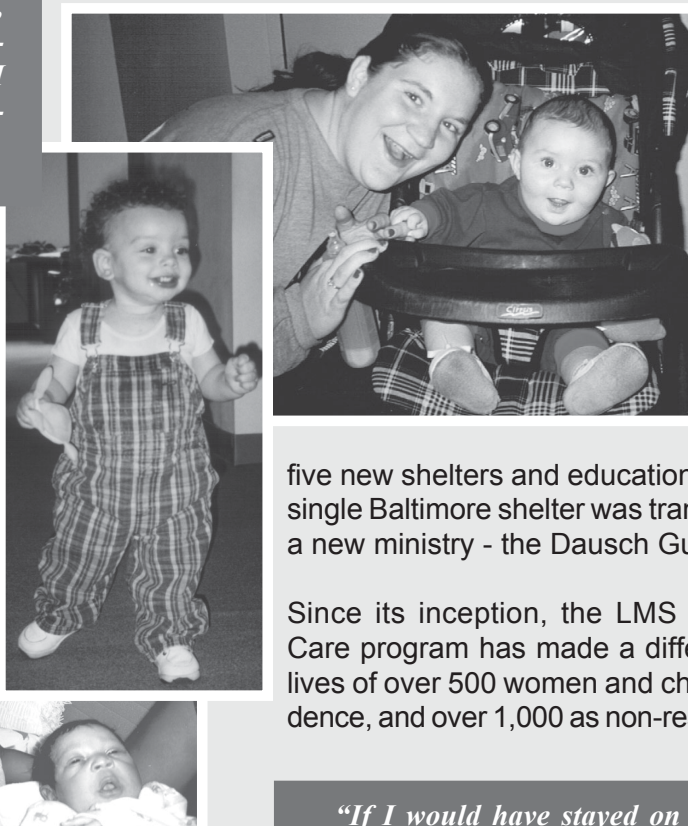 five new shelters and education
single Baltimore shelter was tran
a new ministry - the Dausch Gu
Since its inception, the LMS
Care program has made a diffe
lives of over 500 women and ch
dence, and over 1,000 as non-re
“If I would have stayed on